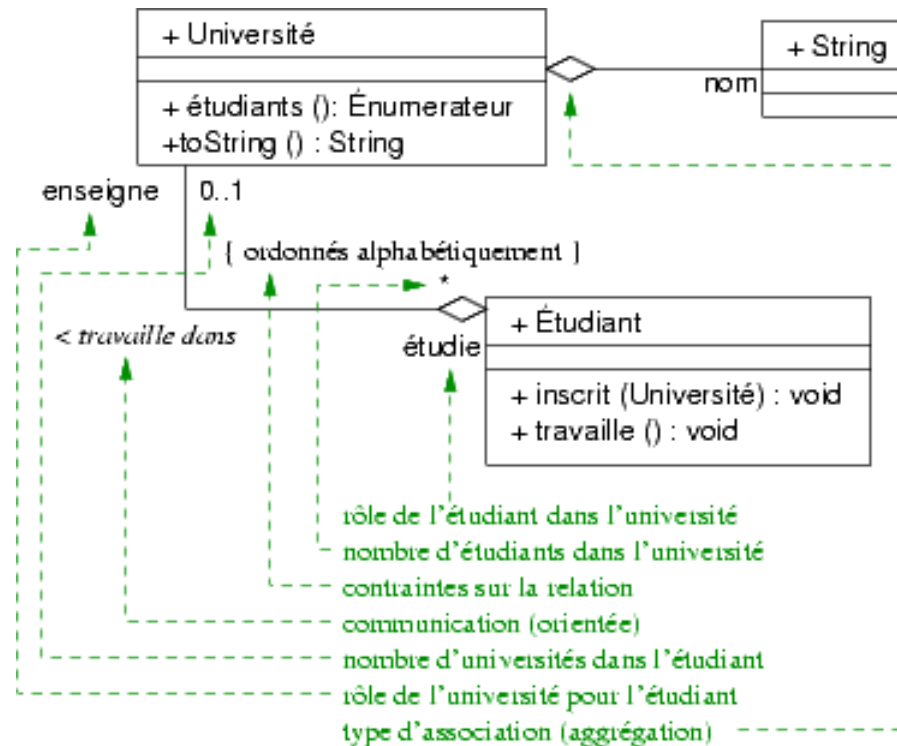 + Université
+ String
nom
+ étudiants (): Énumerateur
+toString () : String
enseigne 0..1
{ ordonnés alphabétiquement }
*
< travaille dans
+ Étudiant
étudie
+ inscrit (Université) : void
+ travaille () : void
rôle de l'étudiant dans l'université
nombre d'étudiants dans l'université
contraintes sur la relation
communication (orientée)
nombre d'universités dans l'étudiant
rôle de l'université pour l'étudiant
type d'association (aggrégation)